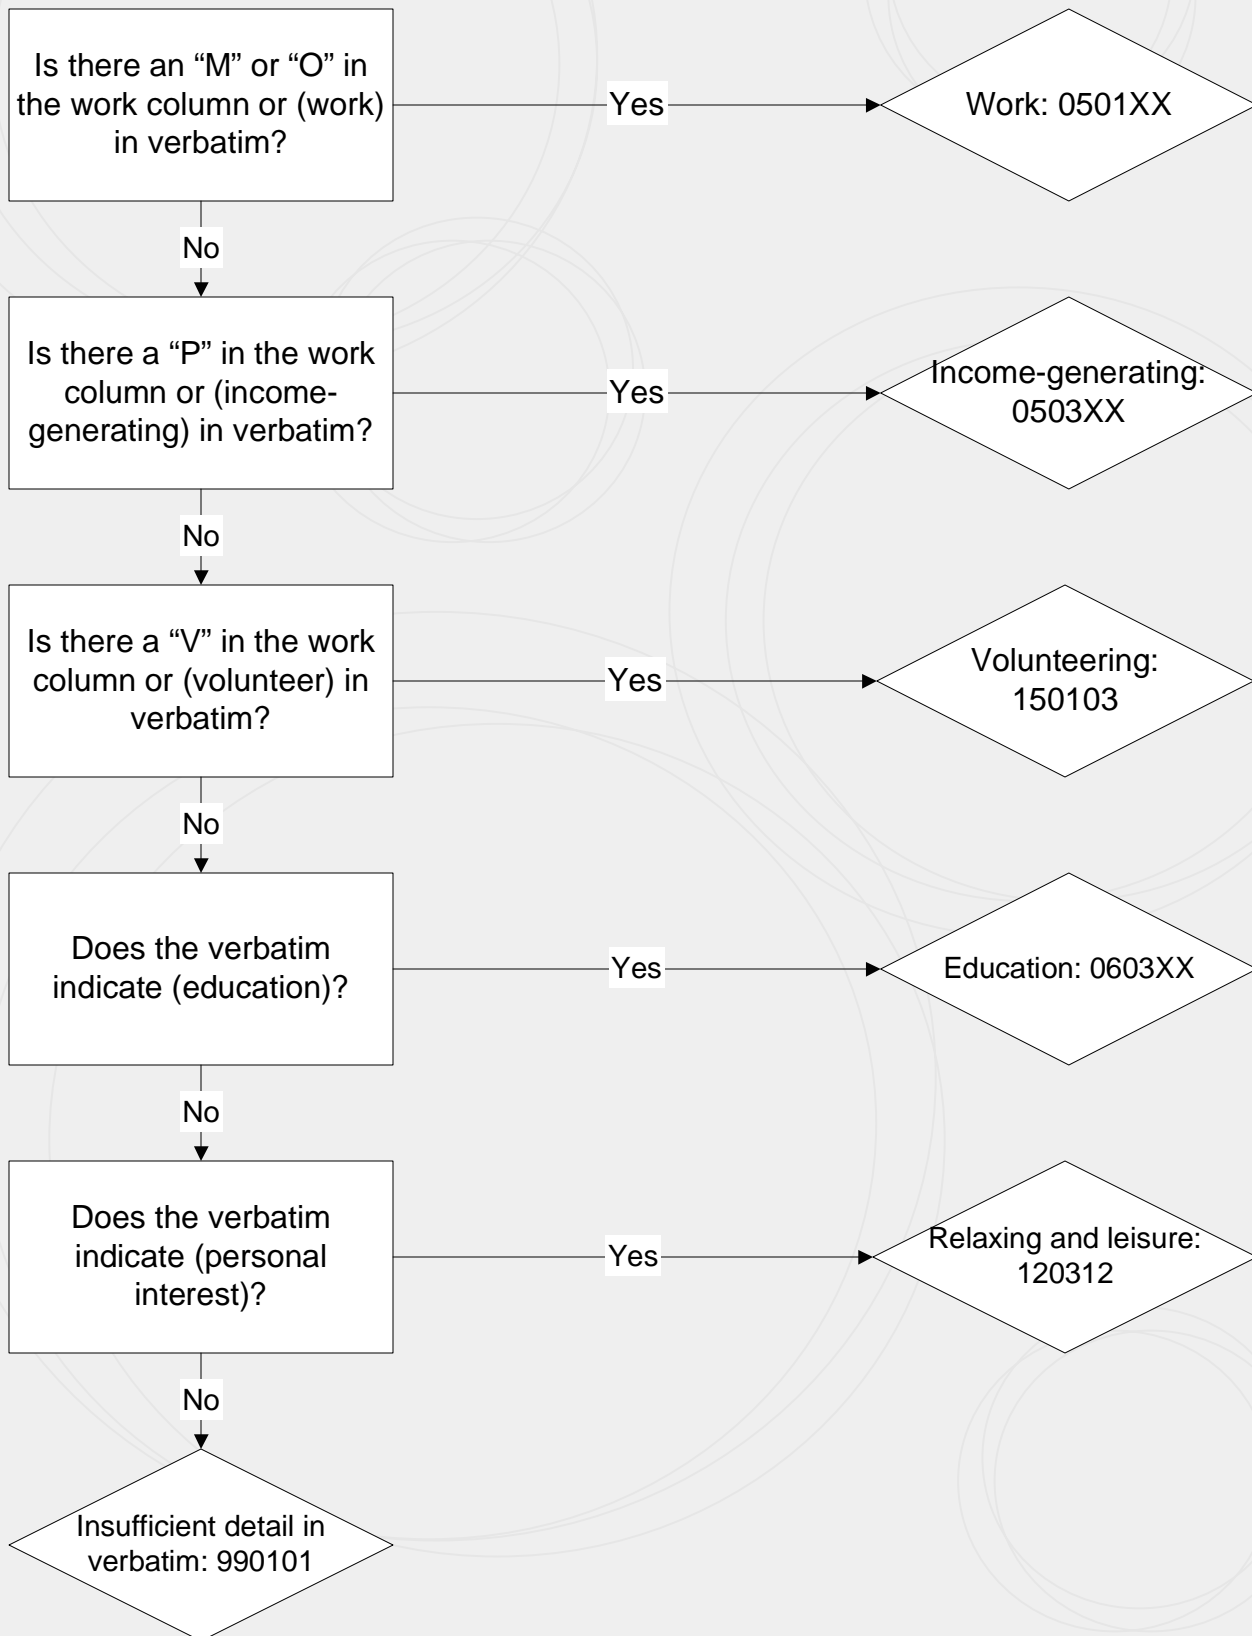 Is there an “M” or “O” in
the work column or (work)
in verbatim?
Yes
Work: 0501XX
No
Is there a “P” in the work
column or (income-
generating) in verbatim?
Yes
Income-generating:
0503XX
No
Is there a “V” in the work
column or (volunteer) in
verbatim?
Yes
Volunteering:
150103
No
Does the verbatim
indicate (education)?
Yes
Education: 0603XX
No
Does the verbatim
indicate (personal
interest)?
Yes
Relaxing and leisure:
120312
No
Insufficient detail in
verbatim: 990101